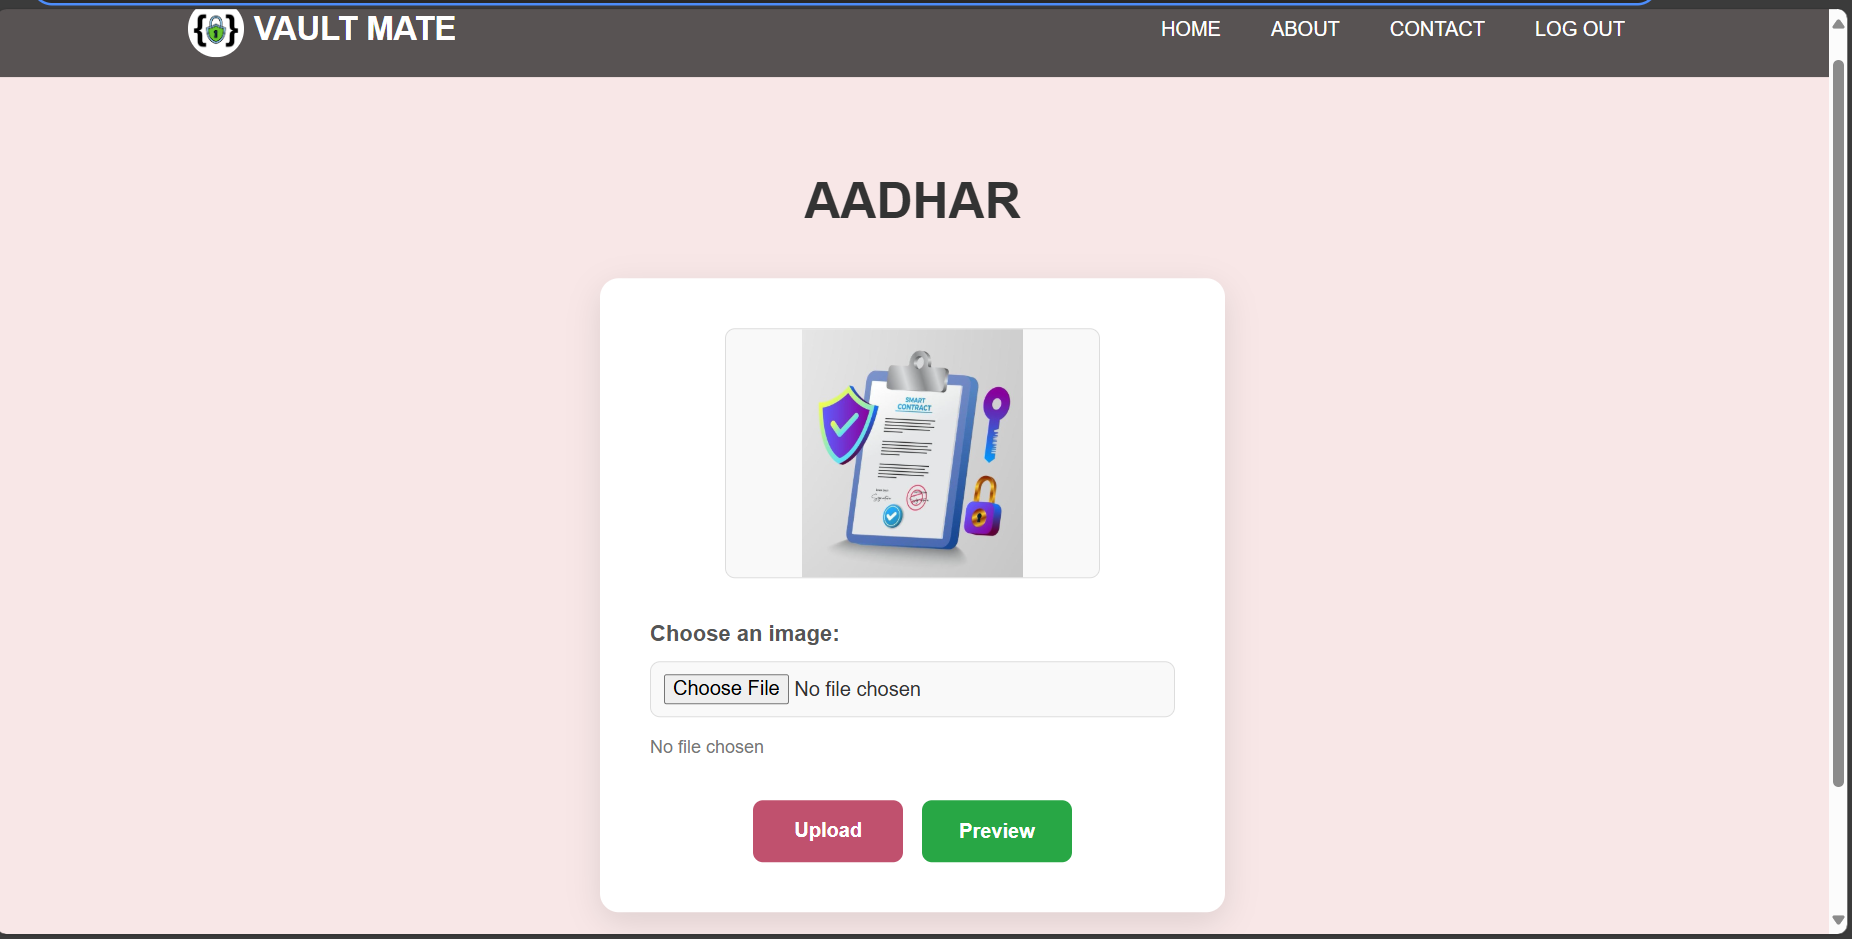 VAULT MATE
HOME ABOUT CONTACT LOG OUT
AADHAR
SMART
CONTRACT
Choose an image:
Choose File No file chosen
No file chosen
Upload Preview